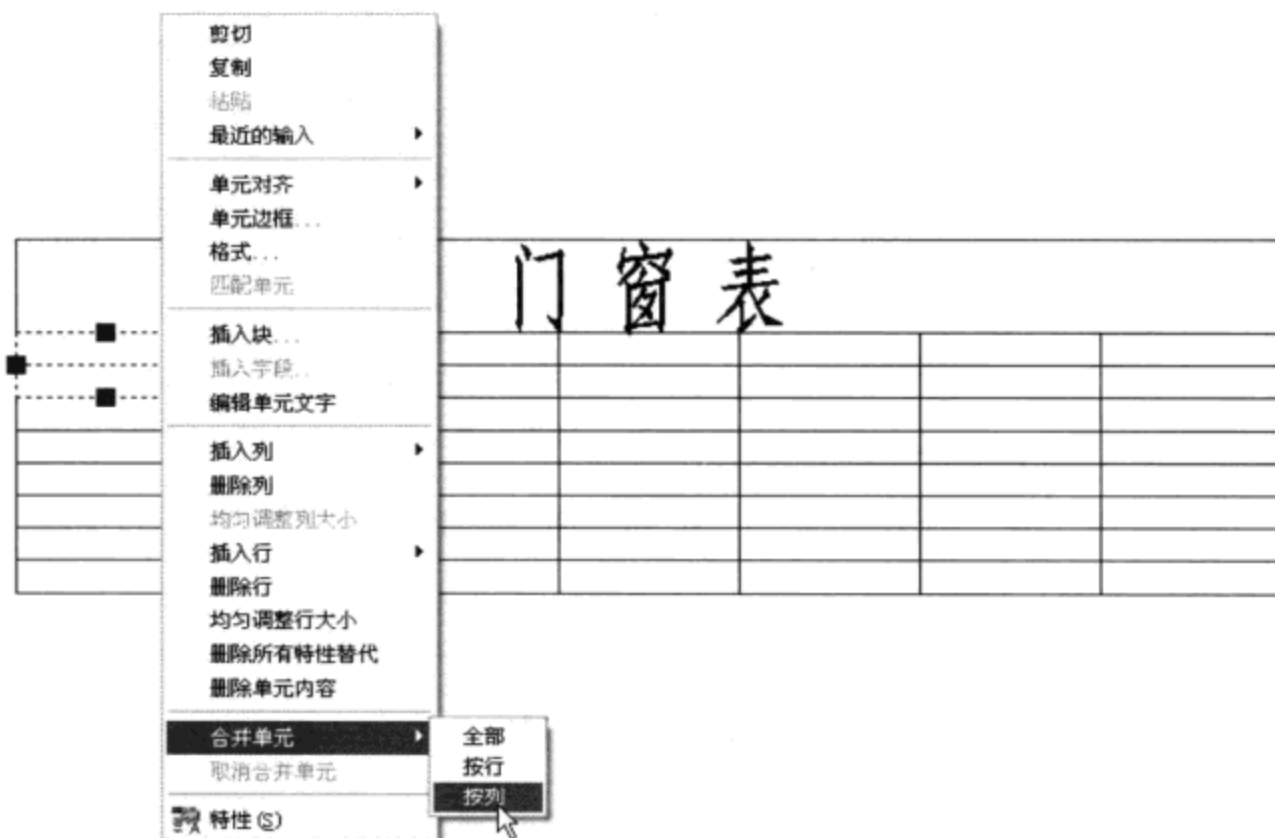 剪切
复制
粘贴
最近的输入
单元对齐
单元边框...
格式...
匹配单元
门窗表
插入块...
插入字段...
编辑单元文字
插入列
删除列
均匀调整列大小
插入行
删除行
均匀调整行大小
删除所有特性替代
删除单元内容
合并单元
全部
按行
按列
取消合并单元
特性(S)